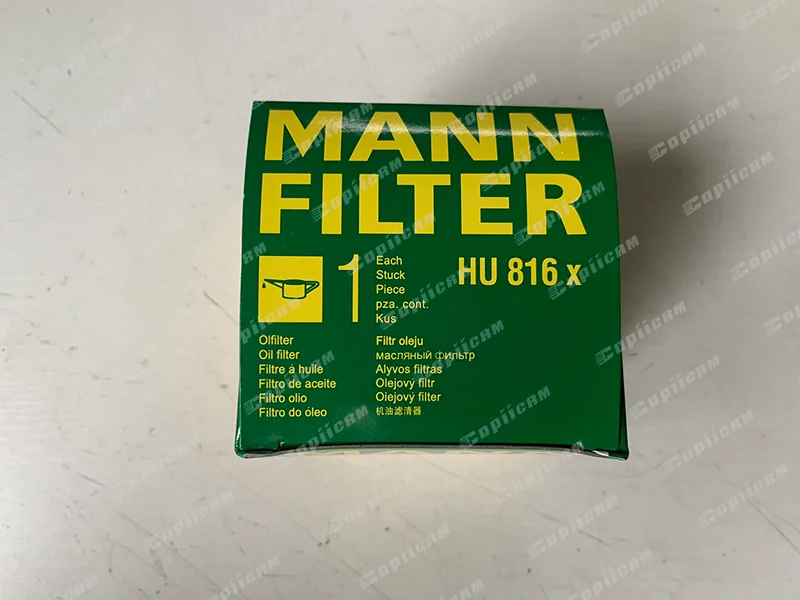 MANN
FILTER
1
Each
Stuck
Piece
pza. cont.
Kus
HU 816 x
Olfilter
Oil filter
Filtre à huile
Filtro de aceite
Filtro olio
Filtro do óleo
Filtr oleju
масляный фильтр
Alyvos filtras
Olejový filtr
Oiejový filter
机油滤清器
Copiicam